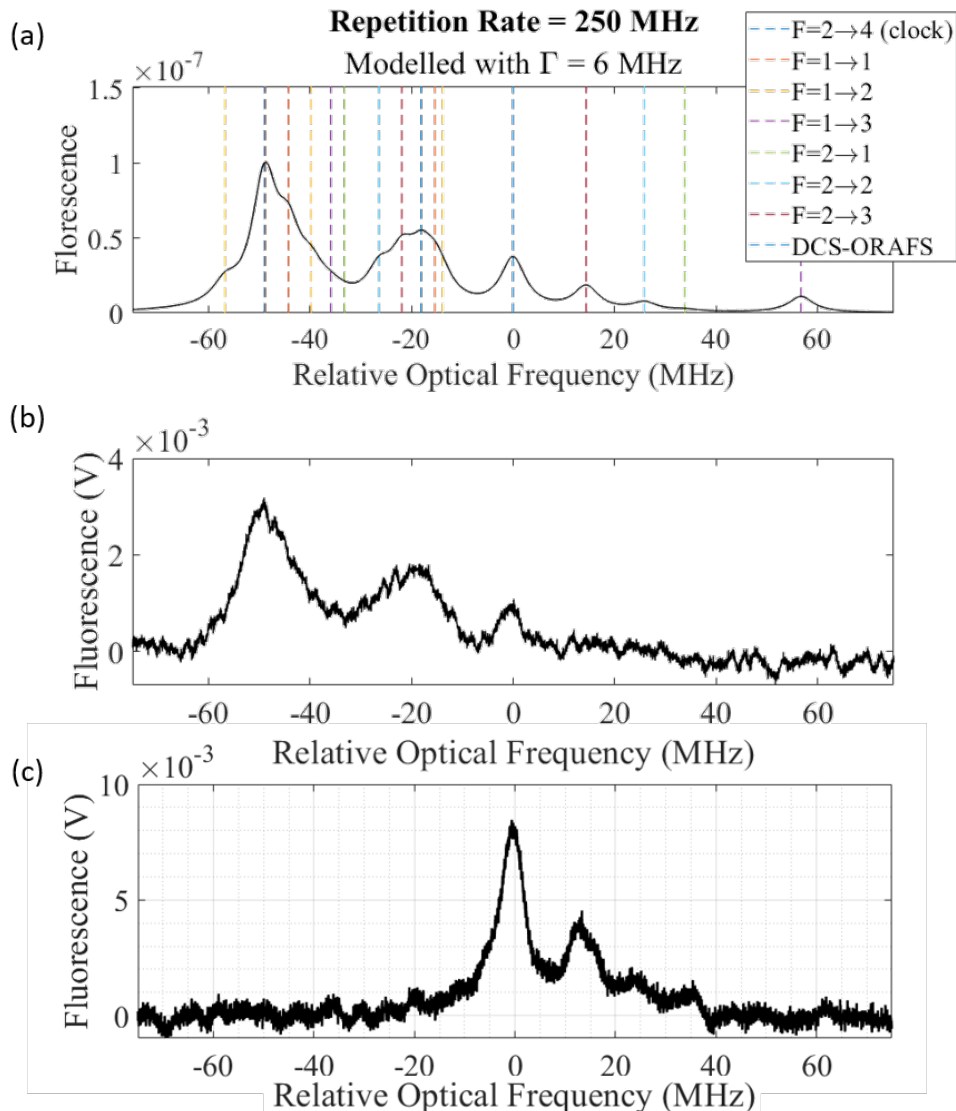 (a)
Repetition Rate = 250 MHz
Modelled with Γ = 6 MHz
×10-7
1.5
1
0.5
0
Florescence
-60 -40 -20 0 20 40 60
Relative Optical Frequency (MHz)
F=2→4 (clock)
F=1→1
F=1→2
F=1→3
F=2→1
F=2→2
F=2→3
DCS-ORAFS
(b)
×10-3
4
2
0
Fluorescence (V)
-60 -40 -20 0 20 40 60
Relative Optical Frequency (MHz)
(c)
×10-3
10
5
0
Fluorescence (V)
-60 -40 -20 0 20 40 60
Relative Optical Frequency (MHz)